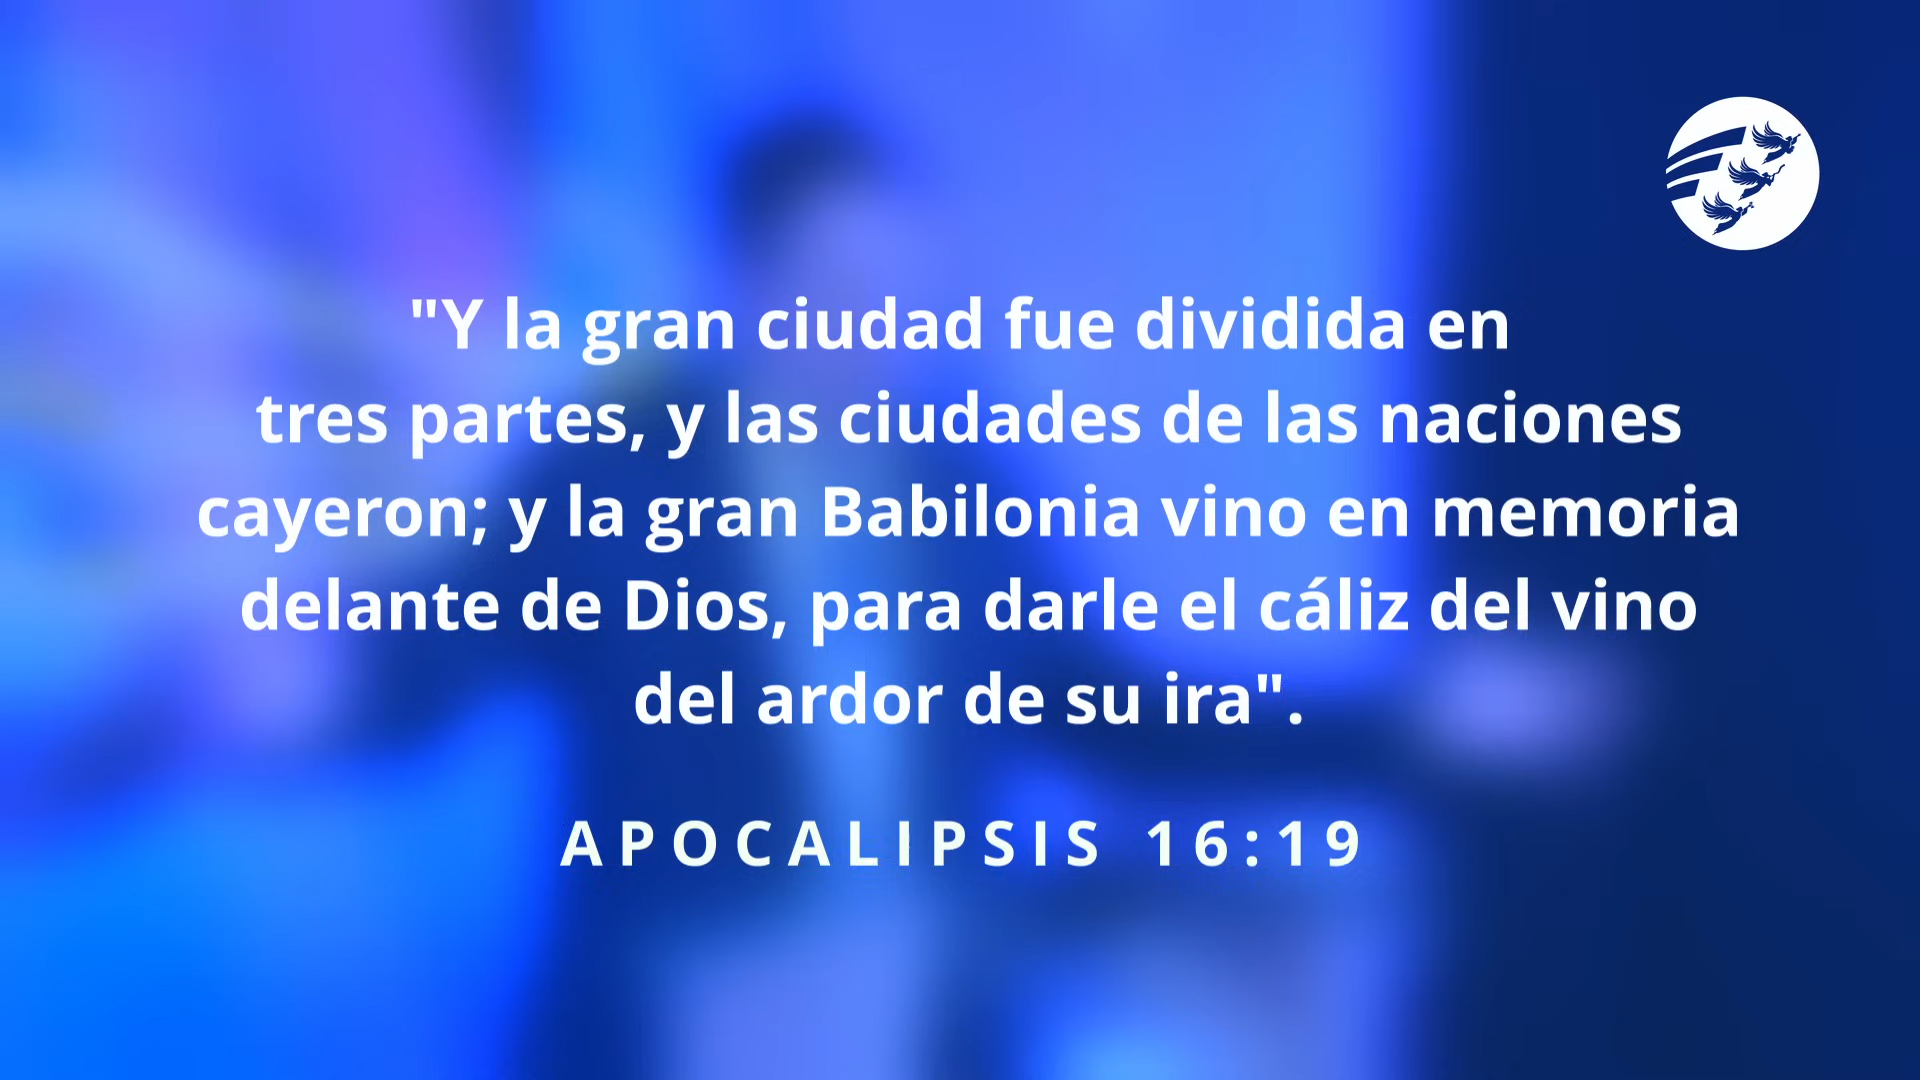 "Y la gran ciudad fue dividida en
tres partes, y las ciudades de las naciones
cayeron; y la gran Babilonia vino en memoria
delante de Dios, para darle el cáliz del vino
del ardor de su ira".
APOCALIPSIS 16:19